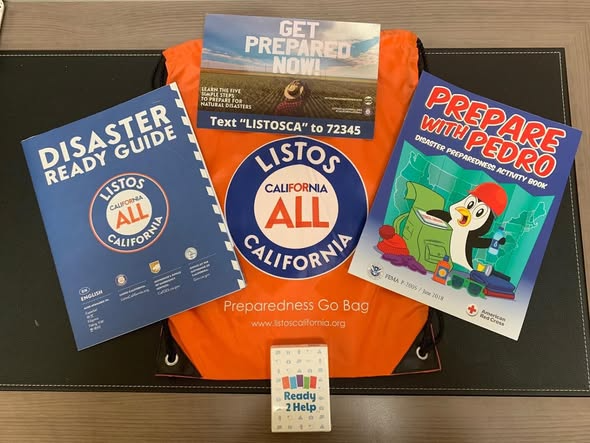 GET
PREPARED
NOW!
LEARN THE FIVE
SIMPLE STEPS
TO PREPARE FOR
NATURAL DISASTERS
Text "LISTOSCA" to 72345
DISASTER
READY GUIDE
LISTOS
CALIFORNIA
ALL
CALIFORNIA
ENGLISH
LISTOS
CALIFORNIA
ALL
CALIFORNIA
Preparedness Go Bag
www.listoscalifornia.org
PREPARE
WITH PEDRO
DISASTER PREPAREDNESS ACTIVITY BOOK
FEMA P-2005 / June 2018
American
Red Cross
Ready
2 Help